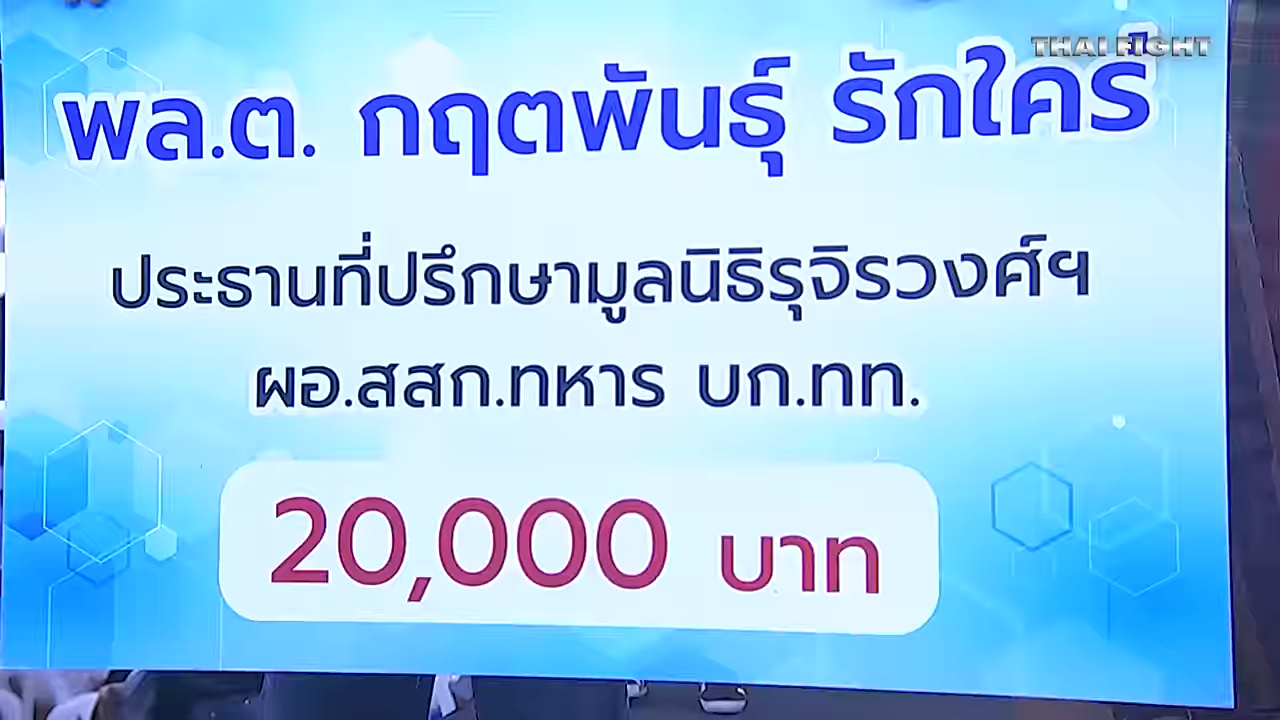 THAI FIGHT
พล.ต. กฤตพันธุ์ รักใคร่
ประธานที่ปรึกษามูลนิธิรุจิรวงศ์ฯ
ผอ.สสก.ทหาร บก.ทท.
20,000 บาท